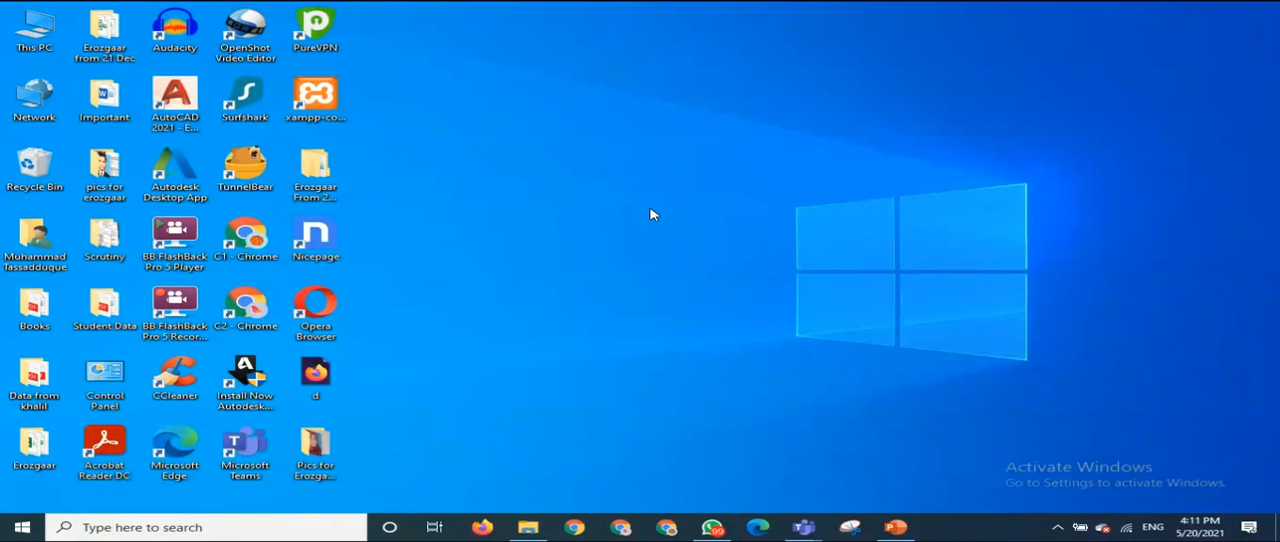 This PC
Erozgaar
from 21 Dec
Audacity
OpenShot
Video Editor
PureVPN
Network
Important
AutoCAD
2021 - E...
Surfshark
xampp-co...
Recycle Bin
pics for
erozgaar
Autodesk
Desktop App
TunnelBear
Erozgaar
From 2...
Muhammad
Tassadduque
Scrutiny
BB FlashBack
Pro 5 Player
C1 - Chrome
Nicepage
Books
Student Data
BB FlashBack
Pro 5 Recor...
C2 - Chrome
Opera
Browser
Data from
khalil
Control
Panel
CCleaner
Install Now
Autodesk...
d
Erozgaar
Acrobat
Reader DC
Microsoft
Edge
Microsoft
Teams
Pics for
Erozga...
Activate Windows
Go to Settings to activate Windows.
Type here to search
99
ENG
4:11 PM
5/20/2021